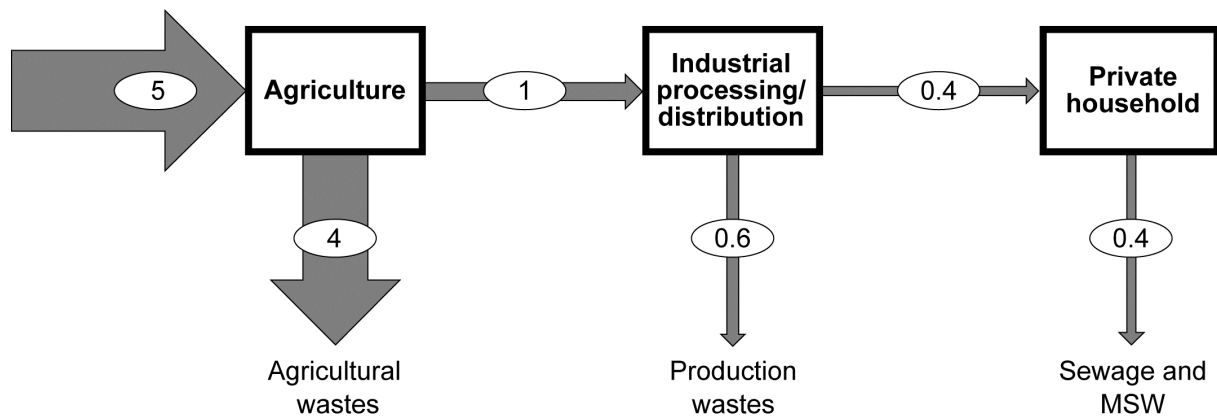 5
Agriculture
1
Industrial
processing/
distribution
0.4
Private
household
4
0.6
0.4
Agricultural
wastes
Production
wastes
Sewage and
MSW